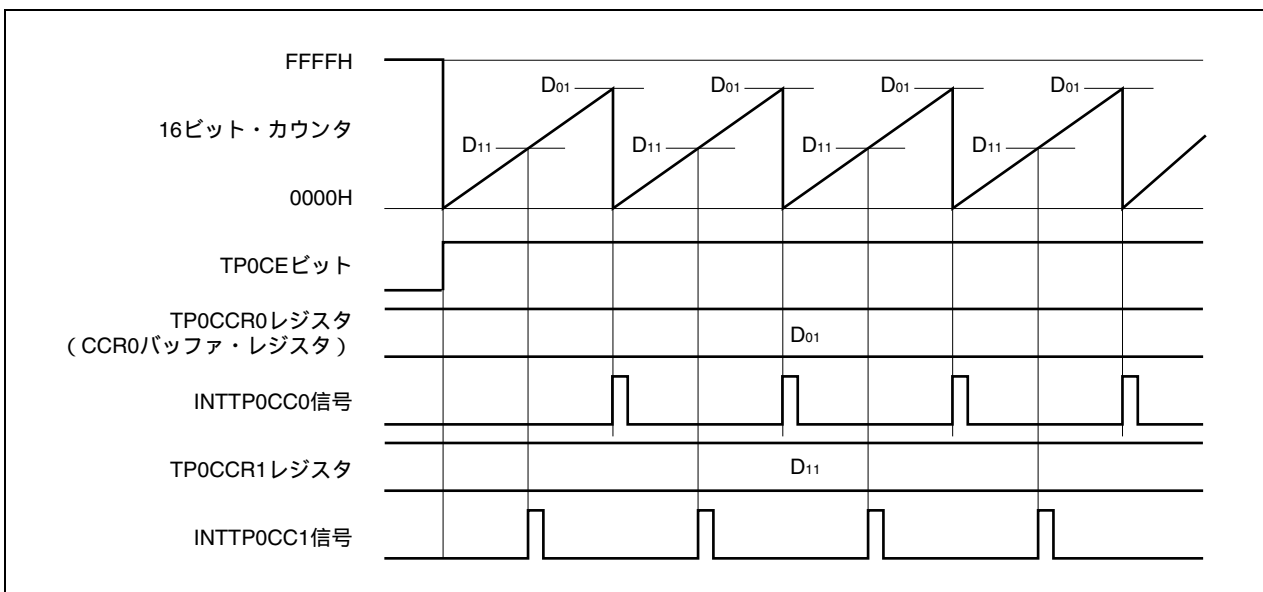 FFFFH
D01 D01 D01 D01
16ビット・カウンタ
D11 D11 D11 D11
0000H
TP0CEビット
TP0CCR0レジスタ
（CCR0バッファ・レジスタ）
D01
INTTP0CC0信号
TP0CCR1レジスタ
D11
INTTP0CC1信号